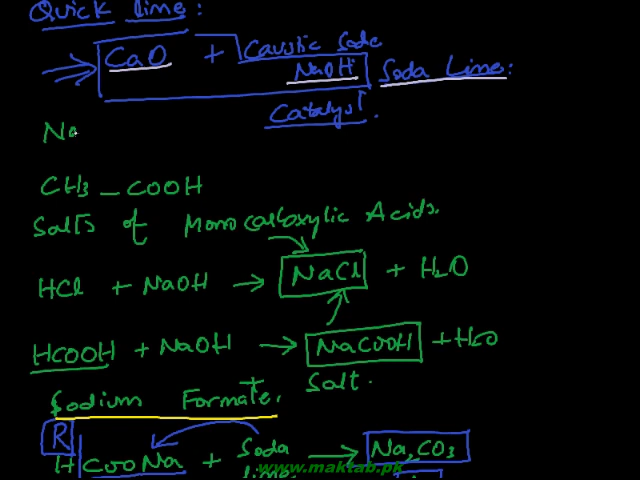 Quick lime:
CaO + Caustic Soda
NaOH Soda Lime:
Catalyst.
Na
CH3 – COOH
Salts of Monocarboxylic Acids.
HCl + NaOH → NaCl + H2O
HCOOH + NaOH → NaCOOH + H2O
Salt.
Sodium Formate.
R
H COONa + Soda lime → Na2CO3
www.maktab.pk